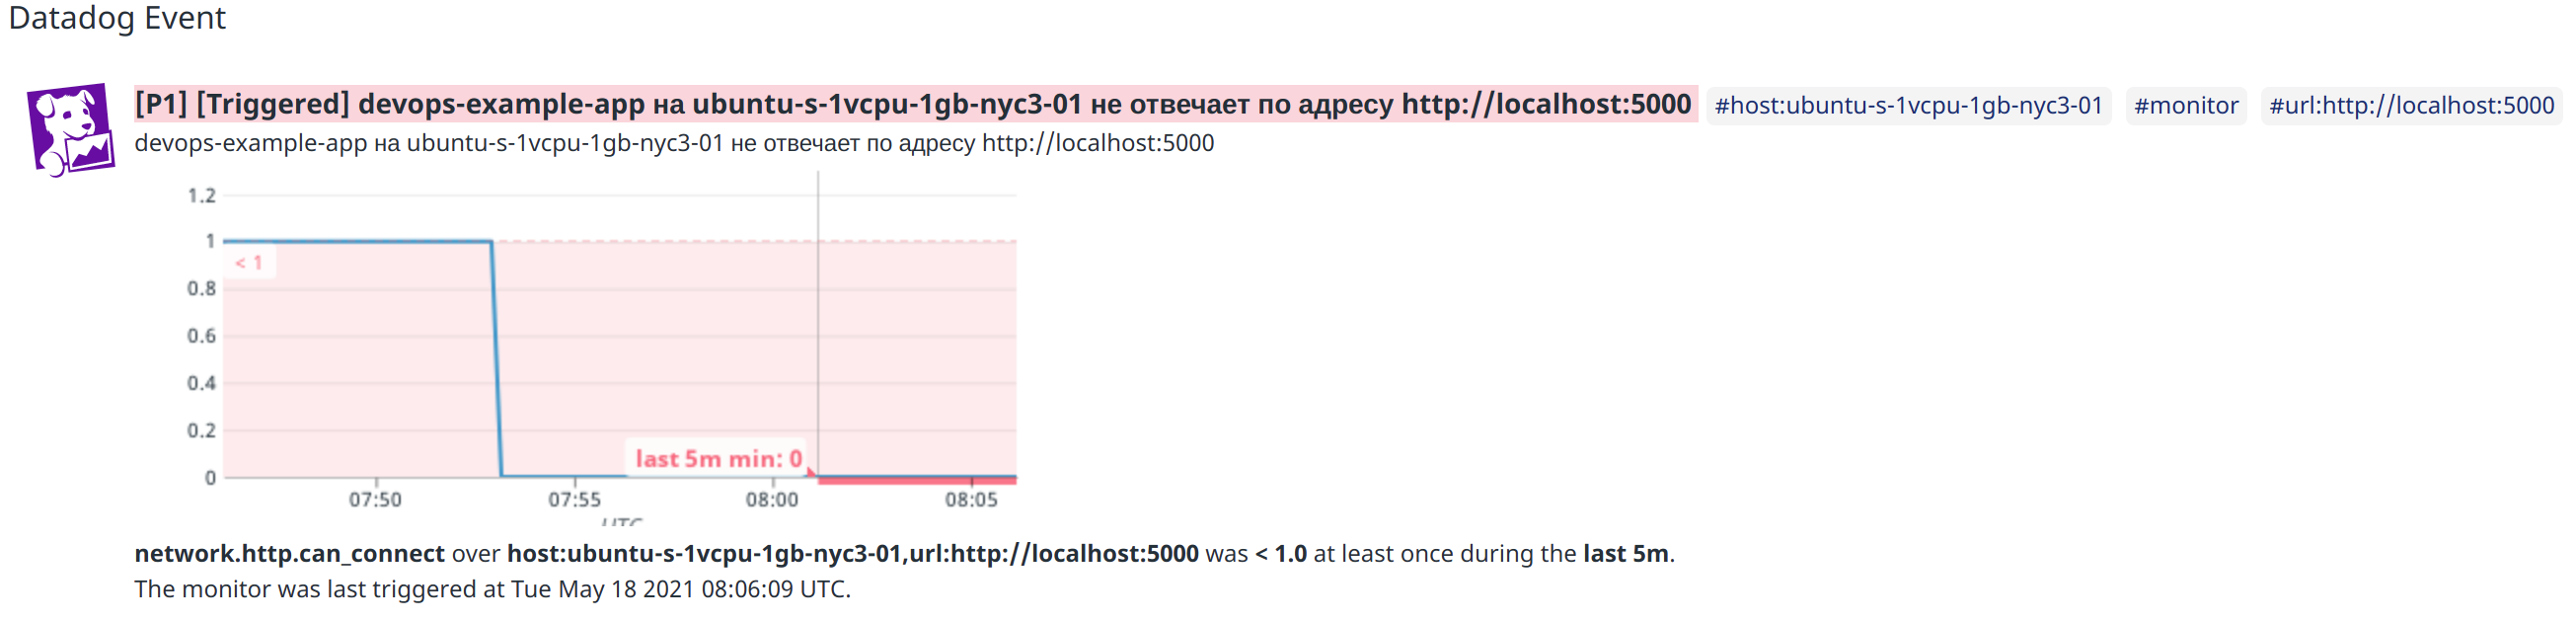 Datadog Event
[P1] [Triggered] devops-example-app на ubuntu-s-1vcpu-1gb-nyc3-01 не отвечает по адресу http://localhost:5000 #host:ubuntu-s-1vcpu-1gb-nyc3-01 #monitor #url:http://localhost:5000
devops-example-app на ubuntu-s-1vcpu-1gb-nyc3-01 не отвечает по адресу http://localhost:5000
1.2
1
< 1
0.8
0.6
0.4
0.2
last 5m min: 0
0
07:50 07:55 08:00 08:05
UTC
network.http.can_connect over host:ubuntu-s-1vcpu-1gb-nyc3-01,url:http://localhost:5000 was < 1.0 at least once during the last 5m.
The monitor was last triggered at Tue May 18 2021 08:06:09 UTC.